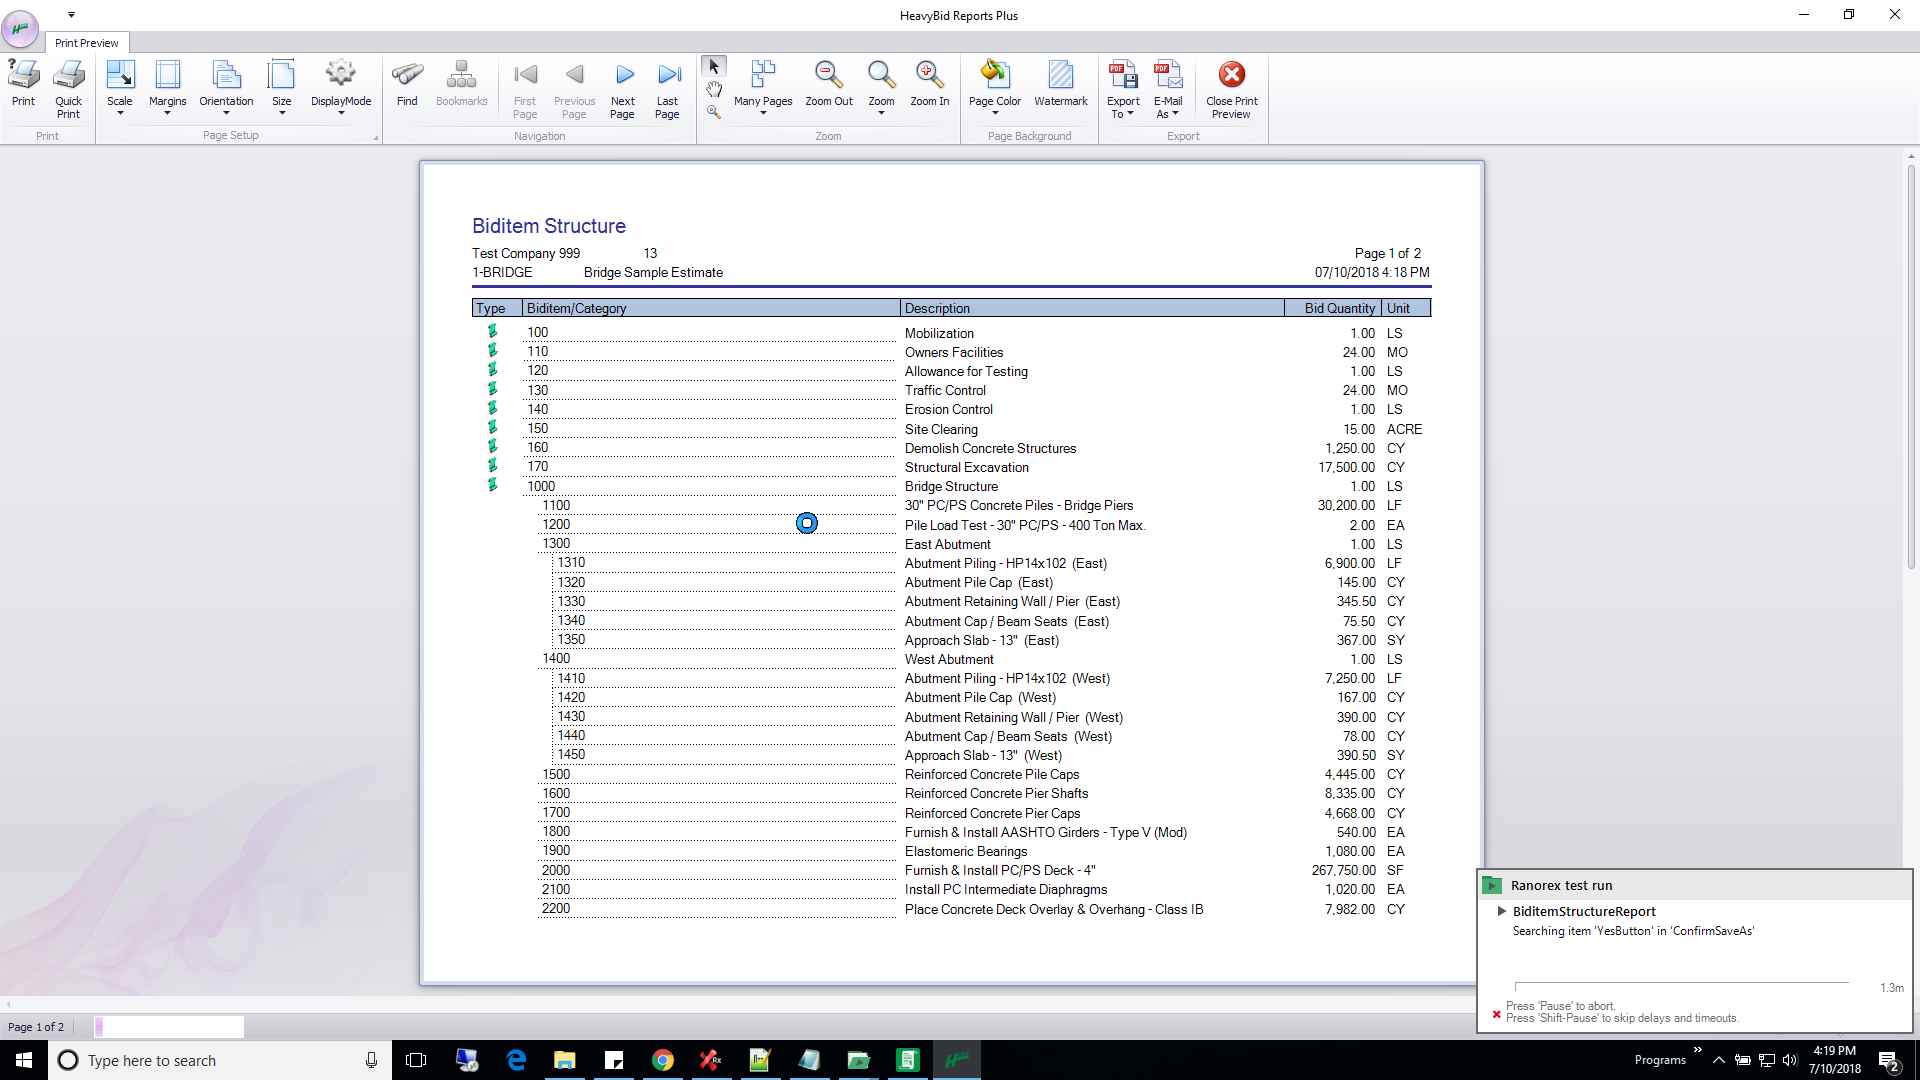 HeavyBid Reports Plus
Print Preview
Print
Quick Print
Scale
Margins
Orientation
Size
DisplayMode
Find
Bookmarks
First Page
Previous Page
Next Page
Last Page
Many Pages
Zoom Out
Zoom
Zoom In
Page Color
Watermark
Export To
E-Mail As
Close Print Preview
Print
Page Setup
Navigation
Zoom
Page Background
Export
Biditem Structure
Test Company 999 13 Page 1 of 2
1-BRIDGE Bridge Sample Estimate 07/10/2018 4:18 PM
Type Biditem/Category Description Bid Quantity Unit
100 Mobilization 1.00 LS
110 Owners Facilities 24.00 MO
120 Allowance for Testing 1.00 LS
130 Traffic Control 24.00 MO
140 Erosion Control 1.00 LS
150 Site Clearing 15.00 ACRE
160 Demolish Concrete Structures 1,250.00 CY
170 Structural Excavation 17,500.00 CY
1000 Bridge Structure 1.00 LS
1100 30" PC/PS Concrete Piles - Bridge Piers 30,200.00 LF
1200 Pile Load Test - 30" PC/PS - 400 Ton Max. 2.00 EA
1300 East Abutment 1.00 LS
1310 Abutment Piling - HP14x102 (East) 6,900.00 LF
1320 Abutment Pile Cap (East) 145.00 CY
1330 Abutment Retaining Wall / Pier (East) 345.50 CY
1340 Abutment Cap / Beam Seats (East) 75.50 CY
1350 Approach Slab - 13" (East) 367.00 SY
1400 West Abutment 1.00 LS
1410 Abutment Piling - HP14x102 (West) 7,250.00 LF
1420 Abutment Pile Cap (West) 167.00 CY
1430 Abutment Retaining Wall / Pier (West) 390.00 CY
1440 Abutment Cap / Beam Seats (West) 78.00 CY
1450 Approach Slab - 13" (West) 390.50 SY
1500 Reinforced Concrete Pile Caps 4,445.00 CY
1600 Reinforced Concrete Pier Shafts 8,335.00 CY
1700 Reinforced Concrete Pier Caps 4,668.00 CY
1800 Furnish & Install AASHTO Girders - Type V (Mod) 540.00 EA
1900 Elastomeric Bearings 1,080.00 EA
2000 Furnish & Install PC/PS Deck - 4" 267,750.00 SF
2100 Install PC Intermediate Diaphragms 1,020.00 EA
2200 Place Concrete Deck Overlay & Overhang - Class IB 7,982.00 CY
Ranorex test run
BiditemStructureReport
Searching item 'YesButton' in 'ConfirmSaveAs'
1.3m
Press 'Pause' to abort.
Press 'Shift-Pause' to skip delays and timeouts.
Page 1 of 2
Type here to search
Programs
4:19 PM
7/10/2018
2